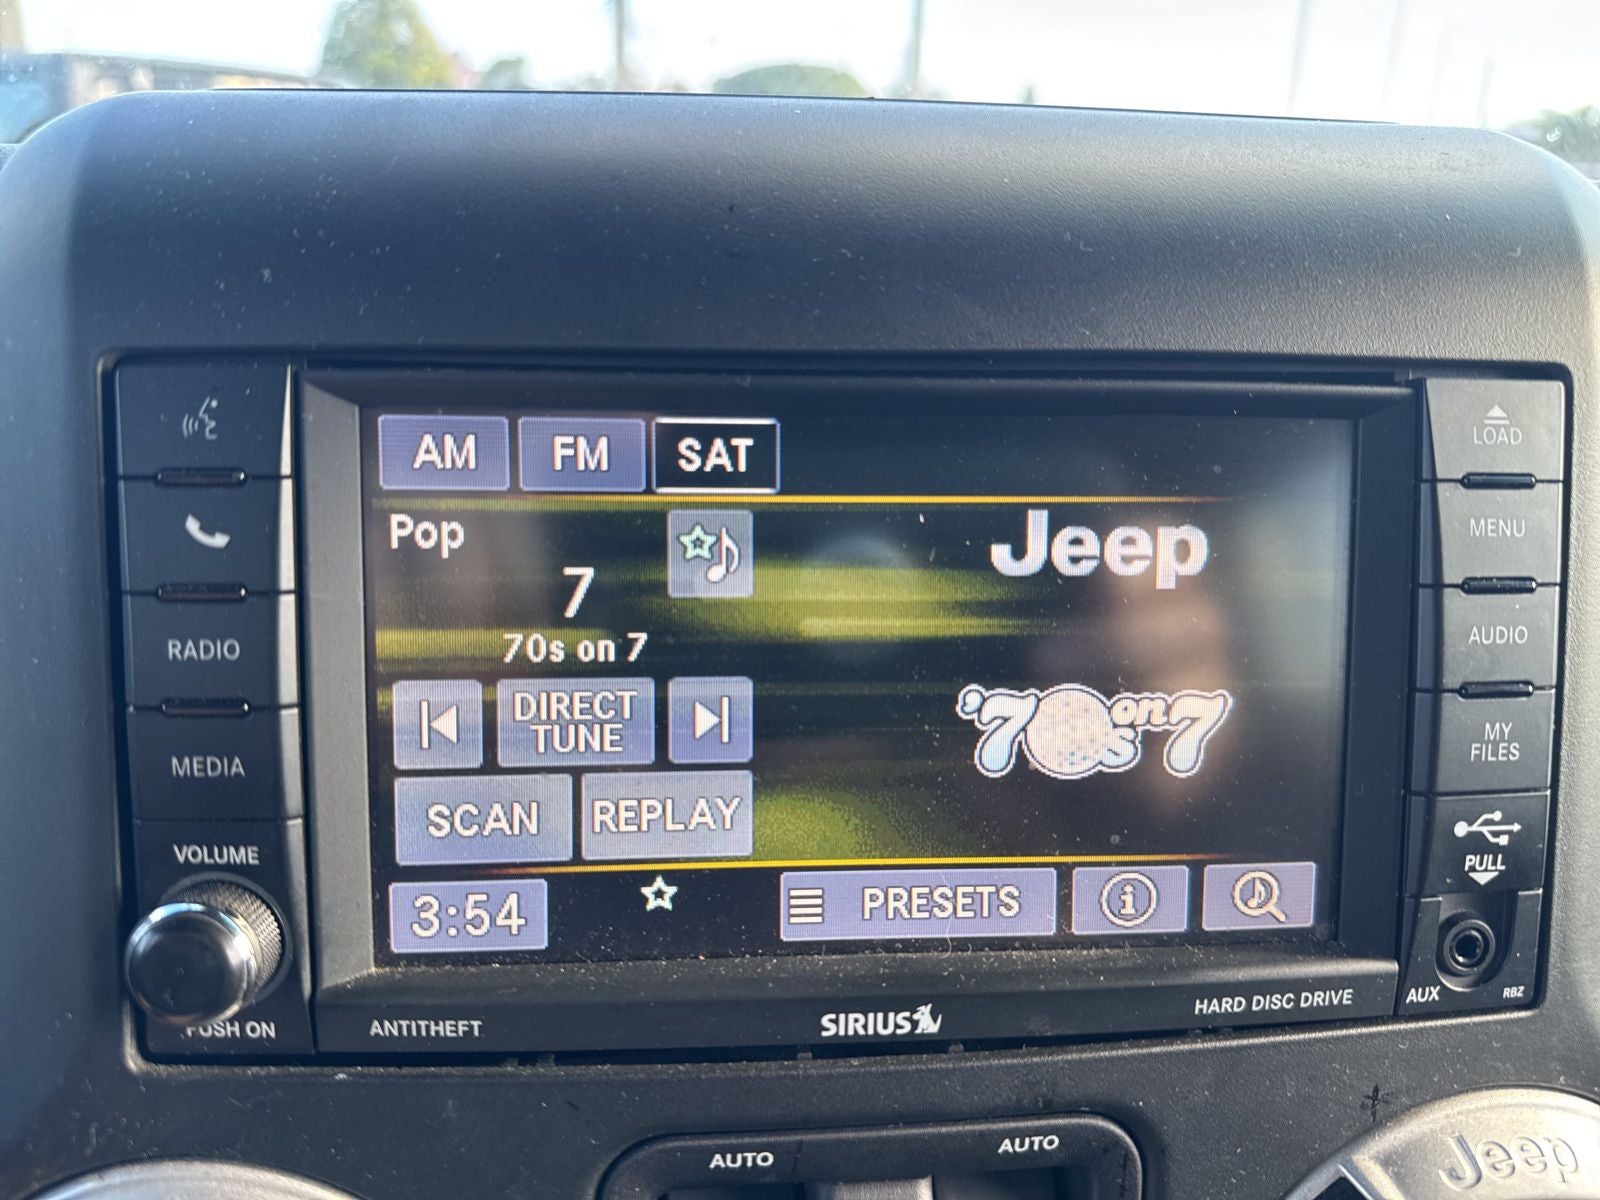 AM FM SAT
Pop
7
70s on 7
Jeep
'70s on 7
DIRECT
TUNE
SCAN REPLAY
3:54 PRESETS
RADIO
MEDIA
VOLUME
PUSH ON
LOAD
MENU
AUDIO
MY
FILES
PULL
AUX RBZ
ANTITHEFT SIRIUS HARD DISC DRIVE
AUTO AUTO
Jeep